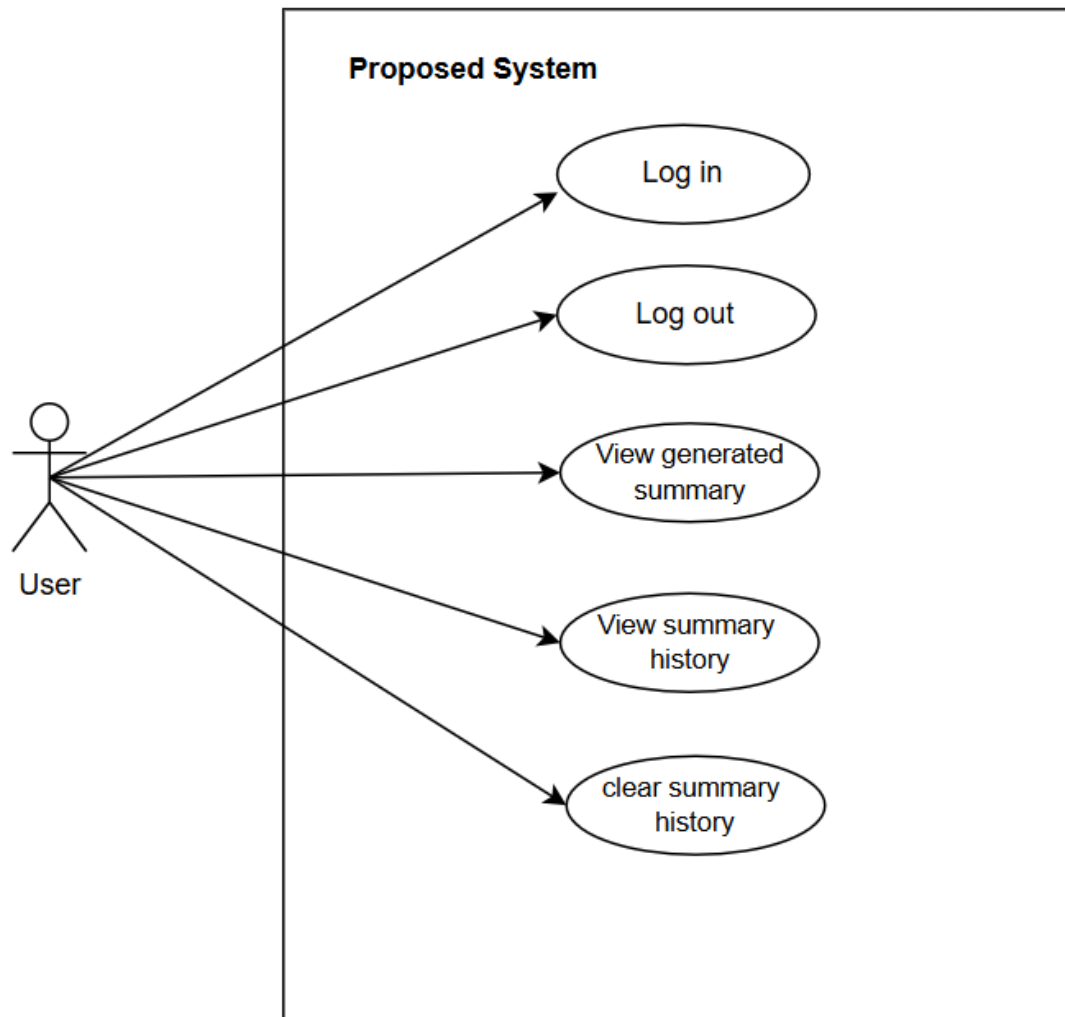 Proposed System
Log in
Log out
View generated
summary
User
View summary
history
clear summary
history